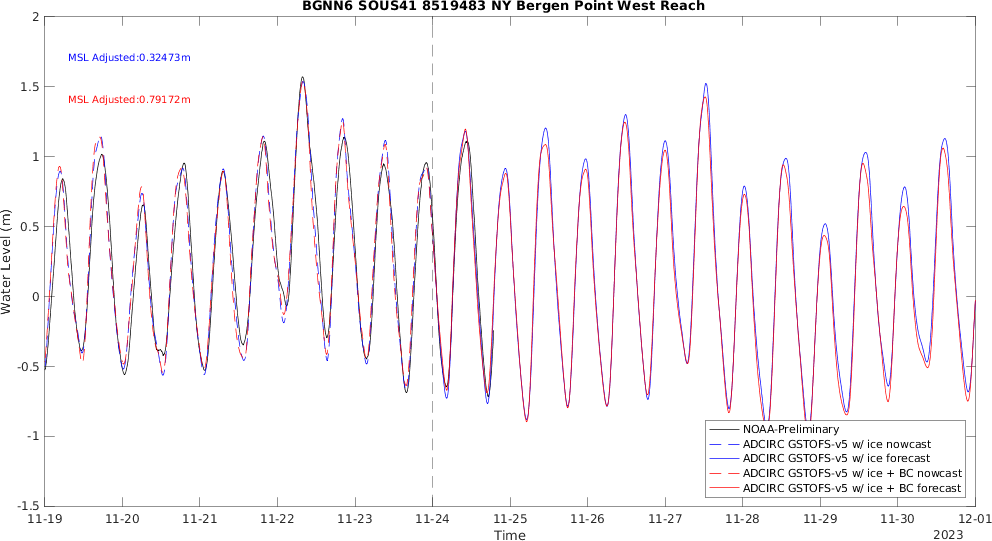 BGNN6 SOUS41 8519483 NY Bergen Point West Reach
2
1.5
1
0.5
0
-0.5
-1
-1.5
Water Level (m)
MSL Adjusted:0.32473m
MSL Adjusted:0.79172m
NOAA-Preliminary
ADCIRC GSTOFS-v5 w/ ice nowcast
ADCIRC GSTOFS-v5 w/ ice forecast
ADCIRC GSTOFS-v5 w/ ice + BC nowcast
ADCIRC GSTOFS-v5 w/ ice + BC forecast
11-19 11-20 11-21 11-22 11-23 11-24 11-25 11-26 11-27 11-28 11-29 11-30 12-01
Time
2023